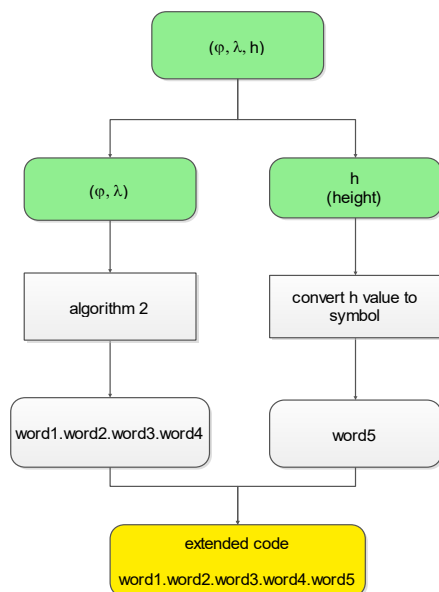 (φ, λ, h)
(φ, λ)
h
(height)
algorithm 2
convert h value to
symbol
word1.word2.word3.word4
word5
extended code
word1.word2.word3.word4.word5